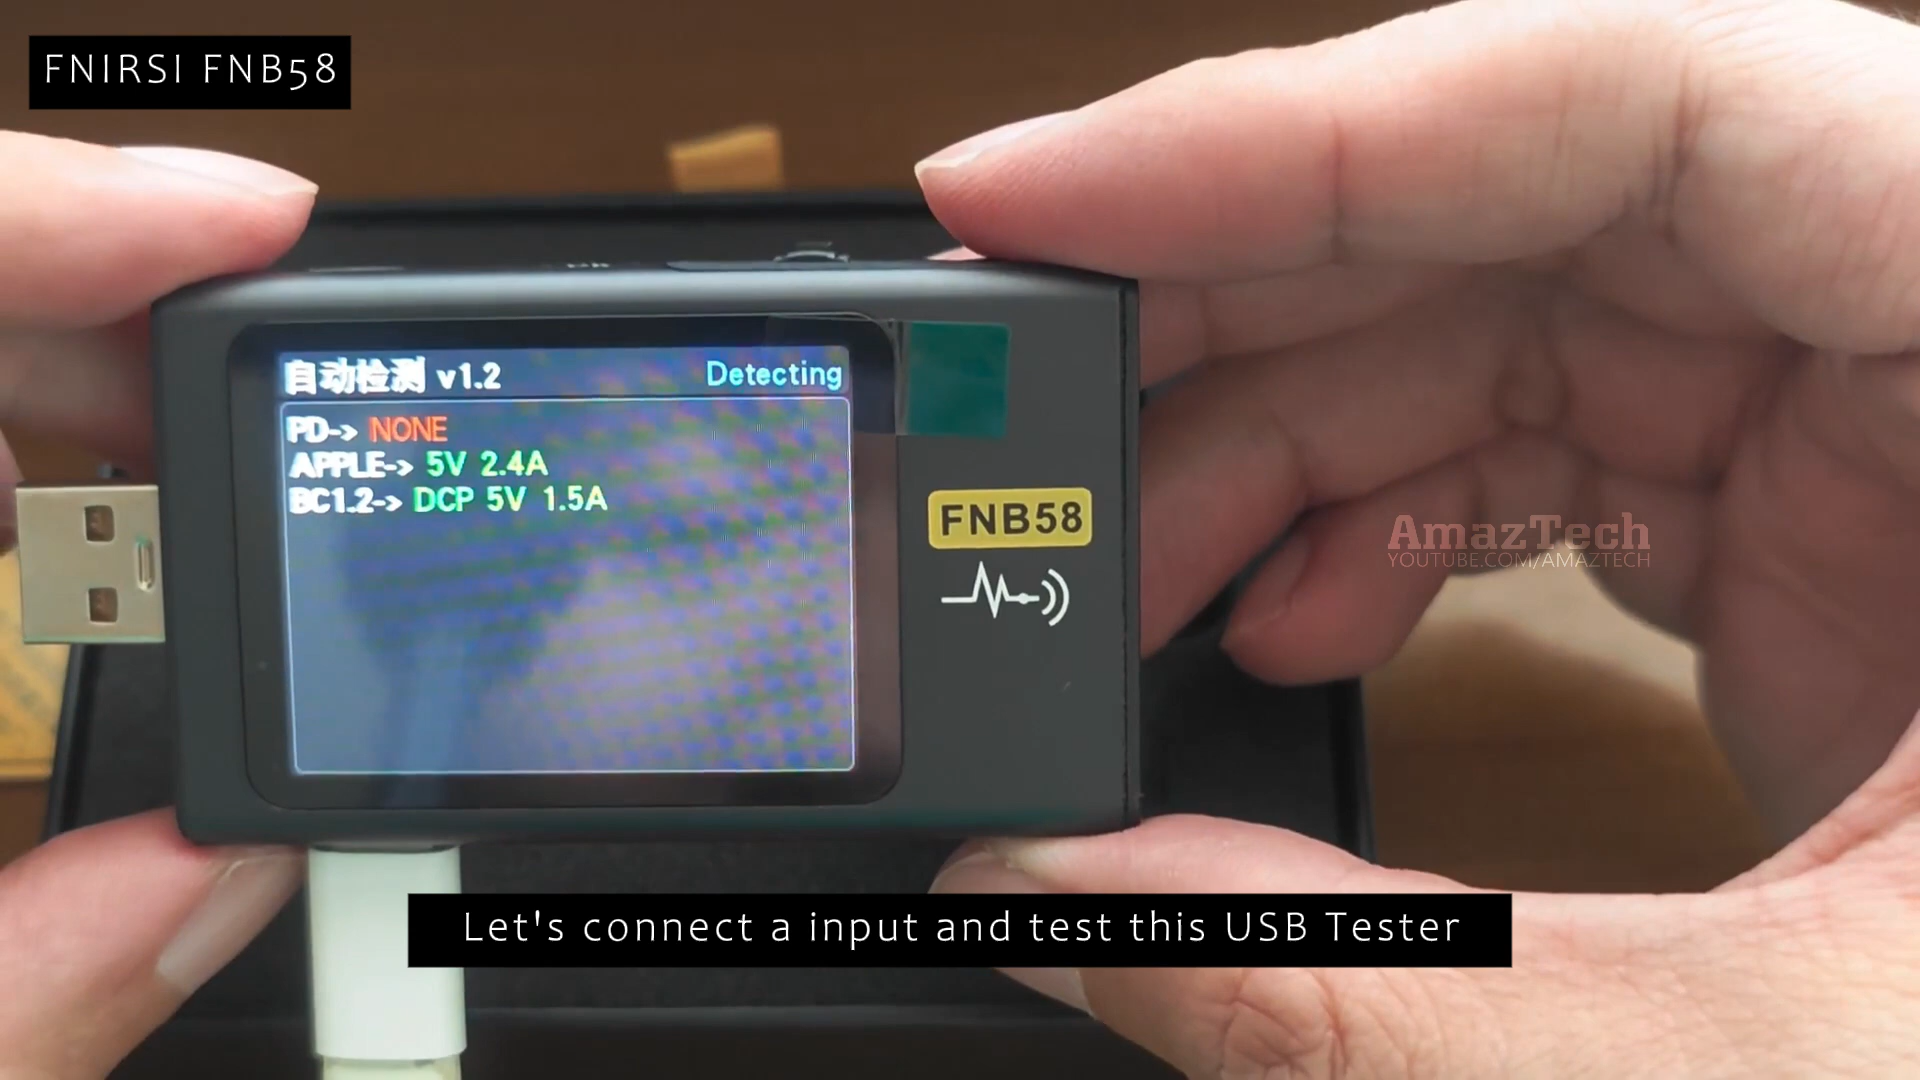 FNIRSI FNB58
自动检测 v1.2
Detecting
PD-> NONE
APPLE-> 5V 2.4A
BC1.2-> DCP 5V 1.5A
FNB58
AmazTech
YOUTUBE.COM/AMAZTECH
Let's connect a input and test this USB Tester